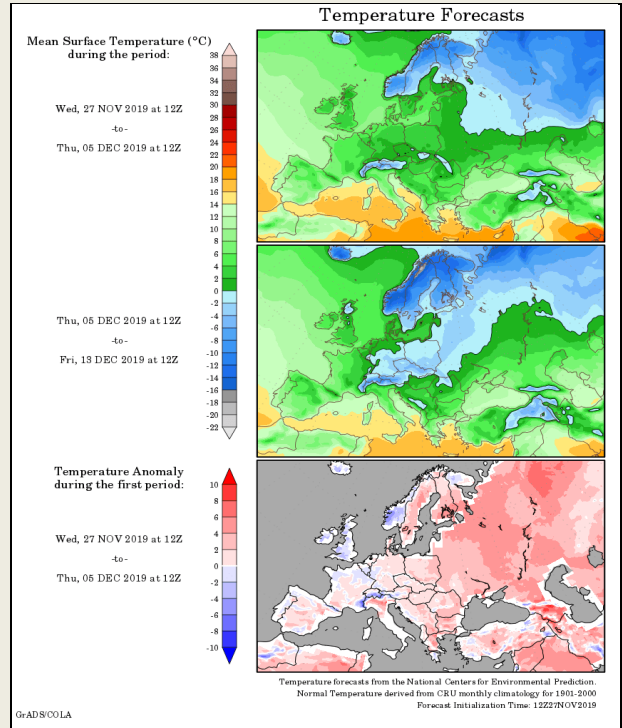 Temperature Forecasts
Mean Surface Temperature (°C)
during the period:
Wed, 27 NOV 2019 at 12Z
-to-
Thu, 05 DEC 2019 at 12Z
38
36
34
32
30
28
26
24
22
20
18
16
14
12
10
8
6
4
2
0
-2
-4
-6
-8
-10
-12
-14
-16
-18
-20
-22
Thu, 05 DEC 2019 at 12Z
-to-
Fri, 13 DEC 2019 at 12Z
Temperature Anomaly
during the first period:
Wed, 27 NOV 2019 at 12Z
-to-
Thu, 05 DEC 2019 at 12Z
10
8
6
4
2
0
-2
-4
-6
-8
-10
Temperature forecasts from the National Centers for Environmental Prediction.
Normal Temperature derived from CRU monthly climatology for 1901-2000
Forecast Initialization Time: 12Z27NOV2019
GrADS/COLA